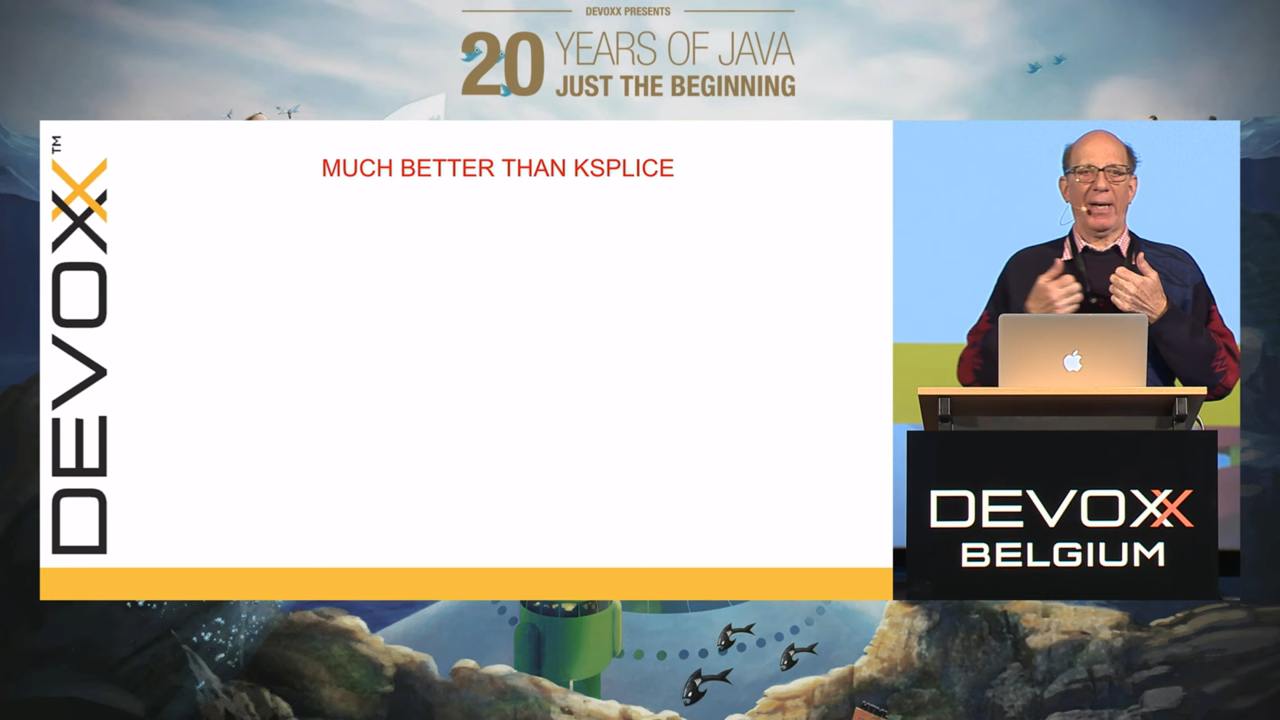 DEVOXX PRESENTS
20 YEARS OF JAVA
JUST THE BEGINNING
DEVOXX™
MUCH BETTER THAN KSPLICE
DEVOXX
BELGIUM